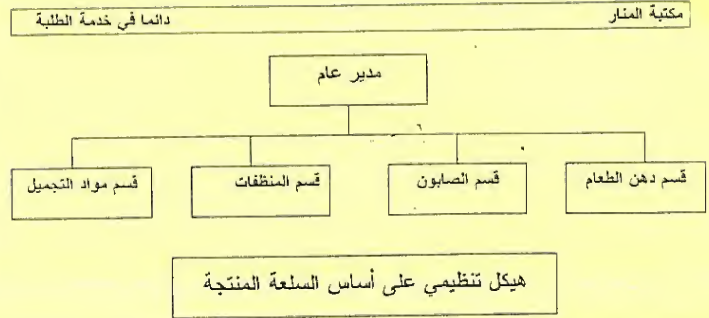 مكتبة المنار دائما في خدمة الطلبة
مدير عام
قسم دهن الطعام قسم الصابون قسم المنظفات قسم مواد التجميل
هيكل تنظيمي على أساس السلعة المنتجة